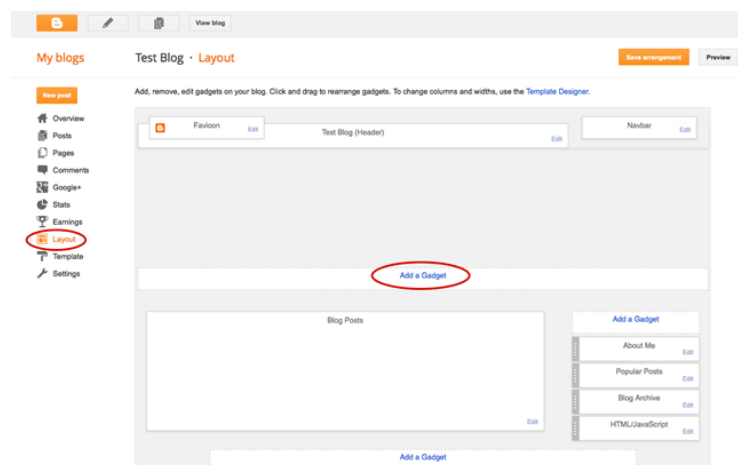 View blog
My blogs
Test Blog · Layout
Save arrangement
Preview
New post
Add, remove, edit gadgets on your blog. Click and drag to rearrange gadgets. To change columns and widths, use the Template Designer.
Overview
Posts
Pages
Comments
Google+
Stats
Earnings
Layout
Template
Settings
Favicon
Edit
Test Blog (Header)
Edit
Navbar
Edit
Add a Gadget
Blog Posts
Edit
Add a Gadget
About Me
Edit
Popular Posts
Edit
Blog Archive
Edit
HTML/JavaScript
Edit
Add a Gadget